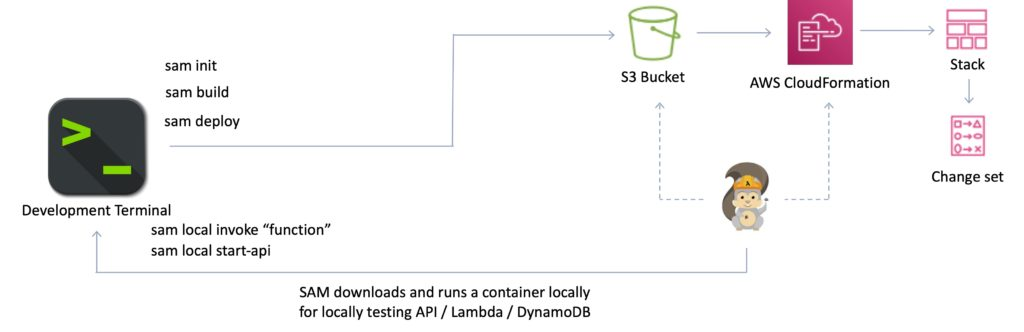 sam init
sam build
sam deploy
S3 Bucket
AWS CloudFormation
Stack
Change set
>_
Development Terminal
sam local invoke “function”
sam local start-api
SAM downloads and runs a container locally
for locally testing API / Lambda / DynamoDB